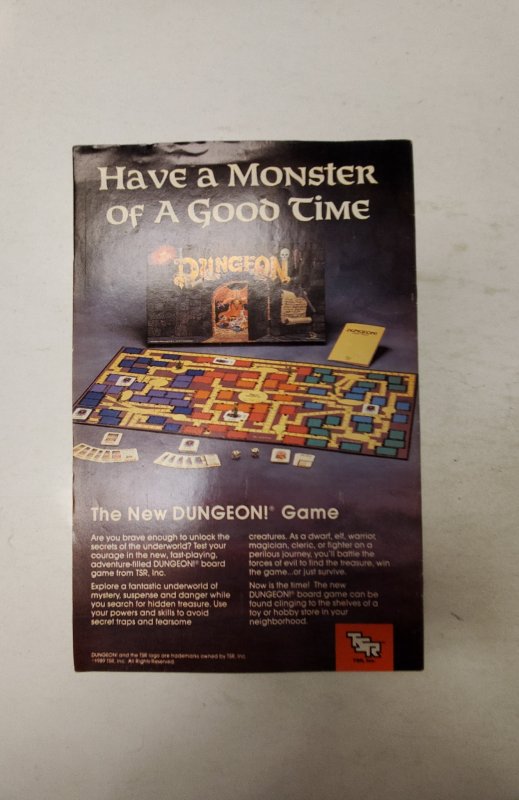 HAVE A MONSTER
OF A GOOD TIME
DUNGEON
The New DUNGEON!® Game
Are you brave enough to unlock the
secrets of the underworld? Test your
courage in the new, fast-playing,
adventure-filled DUNGEON!® board
game from TSR, Inc.
Explore a fantastic underworld of
mystery, suspense and danger while
you search for hidden treasure. Use
your powers and skills to avoid
secret traps and fearsome
creatures. As a dwarf, elf, warrior,
magician, cleric, or fighter on a
perilous journey, you'll battle the
forces of evil to find the treasure, win
the game...or just survive.
Now is the time! The new
DUNGEON!® board game can be
found clinging to the shelves of a
toy or hobby store in your
neighborhood.
DUNGEON! and the TSR logo are trademarks owned by TSR, Inc.
©1989 TSR, Inc. All Rights Reserved.
TSR
TSR, Inc.